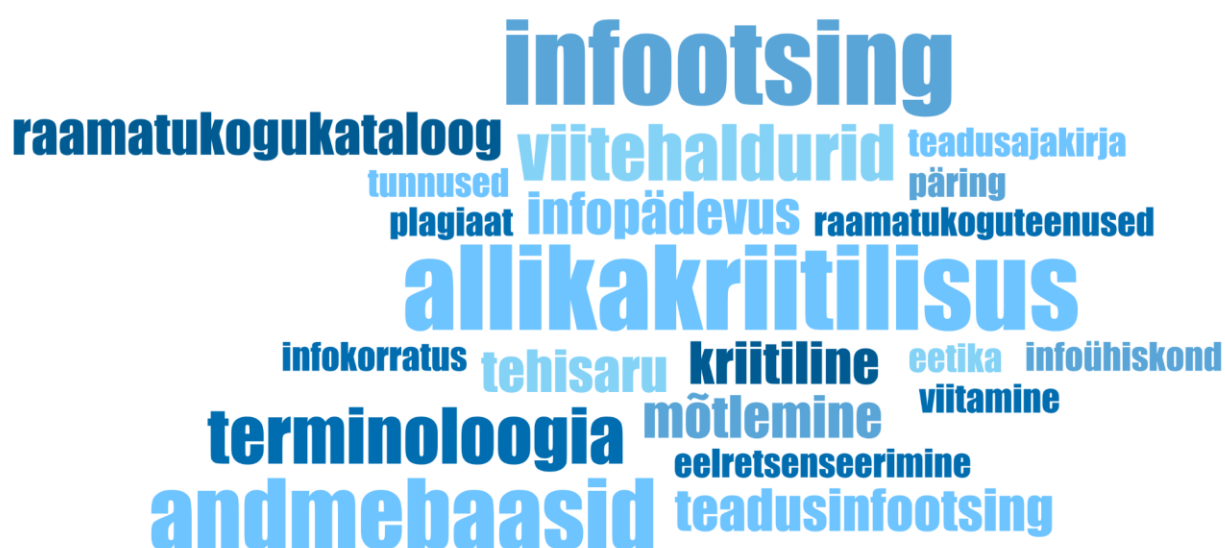 infootsing
raamatukogukataloog viitehaldurid teadusajakirja
tunnused päring
plagiaat infopädevus raamatukoguteenused
allikakriitilisus
infokorratus tehisaru kriitiline eetika infoühiskond
terminoloogia mõtlemine viitamine
eelretsenseerimine
andmebaasid teadusinfootsing